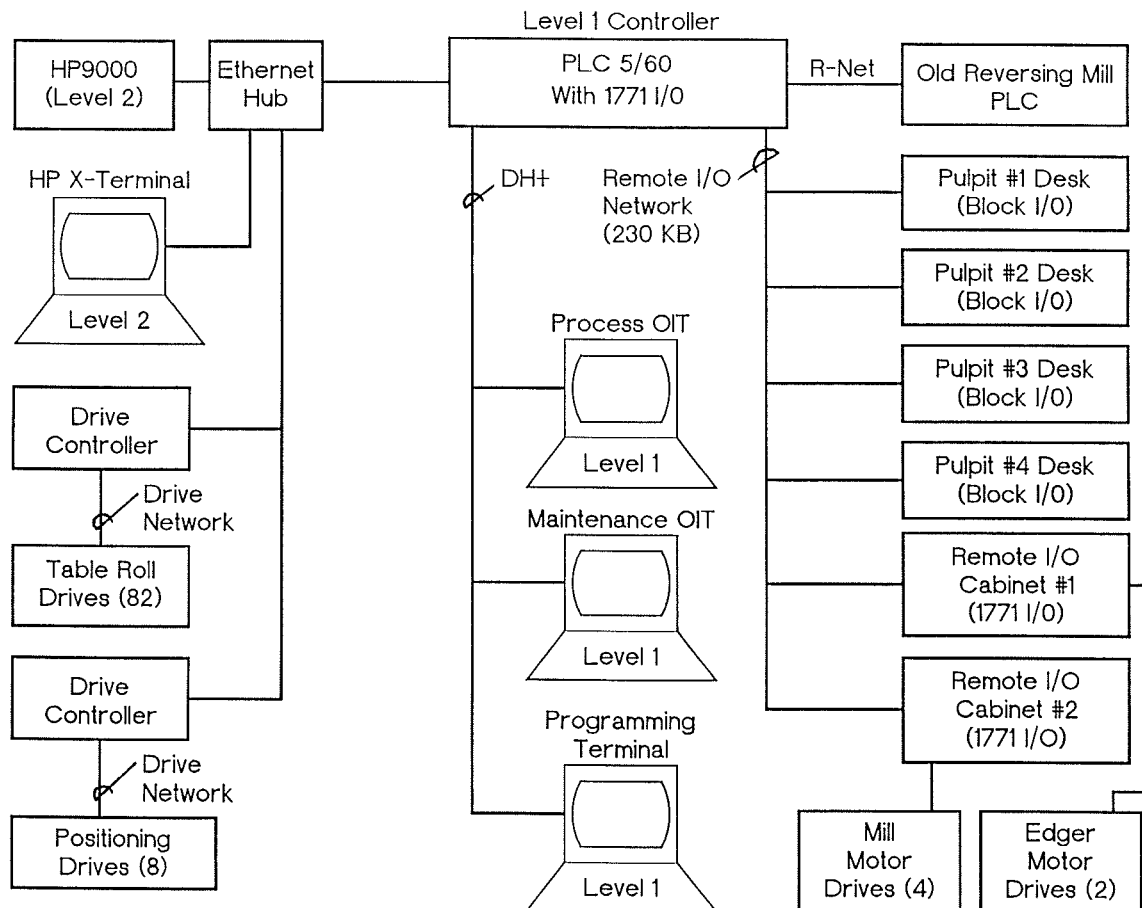 Level 1 Controller
HP9000
(Level 2)
Ethernet
Hub
PLC 5/60
With 1771 I/O
R-Net
Old Reversing Mill
PLC
HP X-Terminal
Level 2
DH+
Remote I/O
Network
(230 KB)
Pulpit #1 Desk
(Block I/O)
Pulpit #2 Desk
(Block I/O)
Process OIT
Level 1
Pulpit #3 Desk
(Block I/O)
Drive
Controller
Drive
Network
Table Roll
Drives (82)
Pulpit #4 Desk
(Block I/O)
Maintenance OIT
Level 1
Remote I/O
Cabinet #1
(1771 I/O)
Drive
Controller
Drive
Network
Positioning
Drives (8)
Remote I/O
Cabinet #2
(1771 I/O)
Programming
Terminal
Level 1
Mill
Motor
Drives (4)
Edger
Motor
Drives (2)